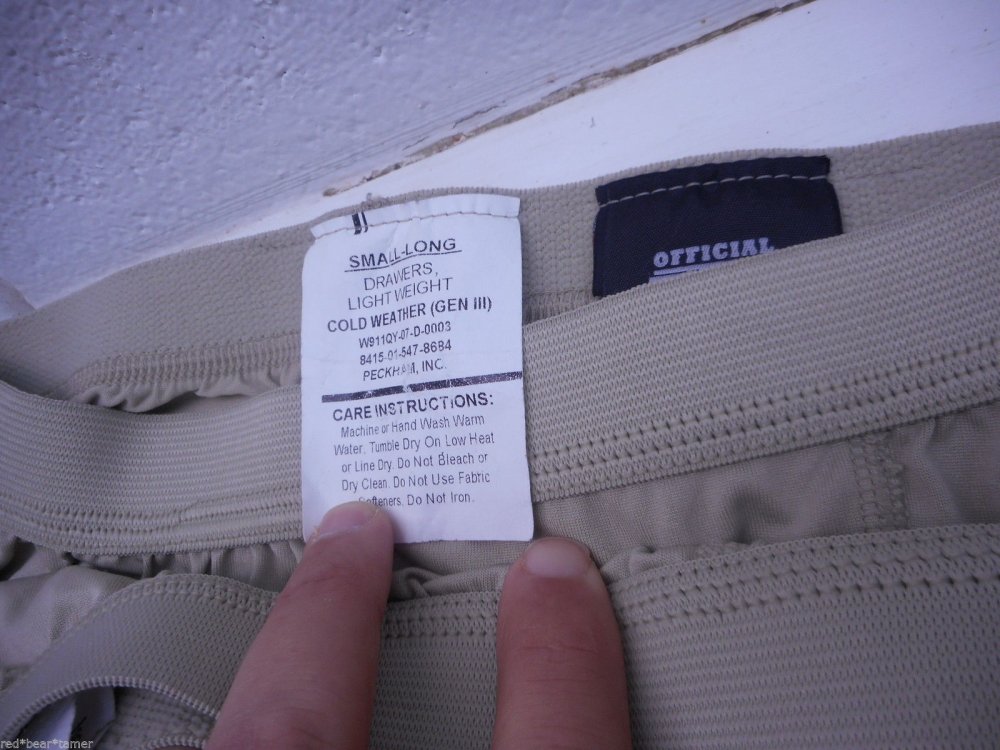 SMALL-LONG
DRAWERS,
LIGHT WEIGHT
COLD WEATHER (GEN III)
W911QY-07-D-0003
8415-01-547-8684
PECKHAM, INC.
CARE INSTRUCTIONS:
Machine or Hand Wash Warm
Water, Tumble Dry On Low Heat
or Line Dry. Do Not Bleach or
Dry Clean. Do Not Use Fabric
Softeners, Do Not Iron.
OFFICIAL
red*bear*tamer